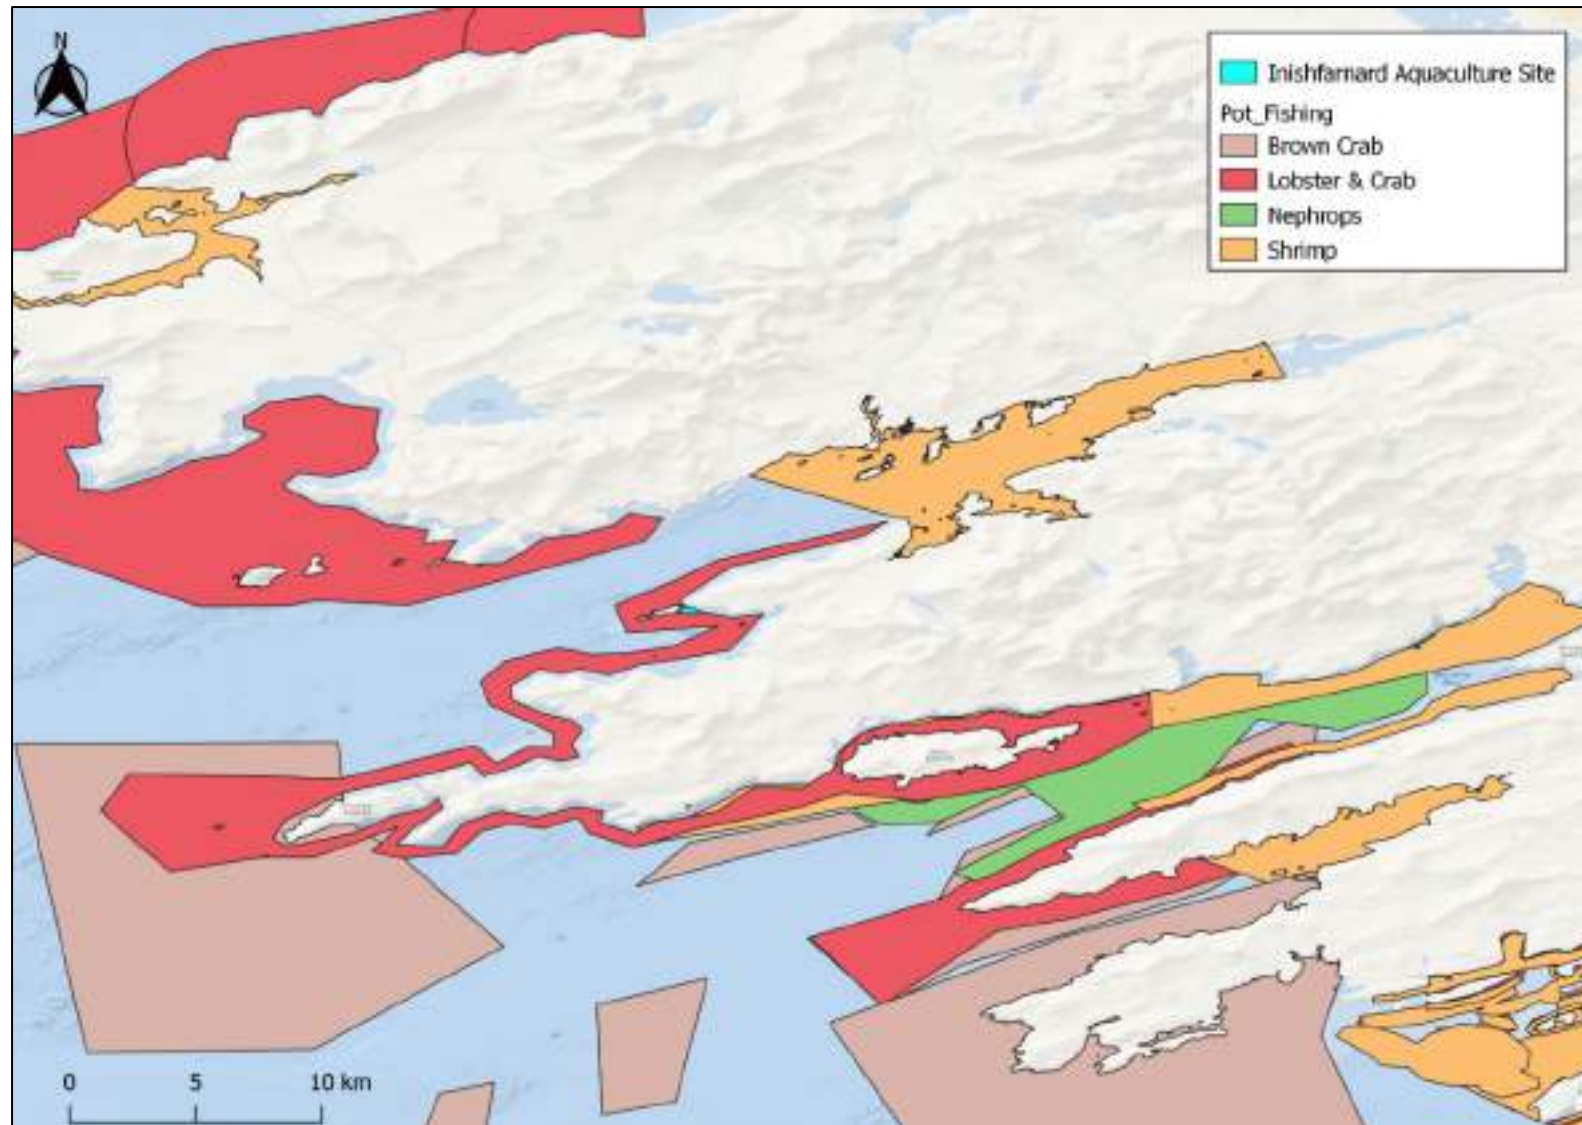 N
Inishfarnard Aquaculture Site
Pot_Fishing
Brown Crab
Lobster & Crab
Nephrops
Shrimp
0 5 10 km